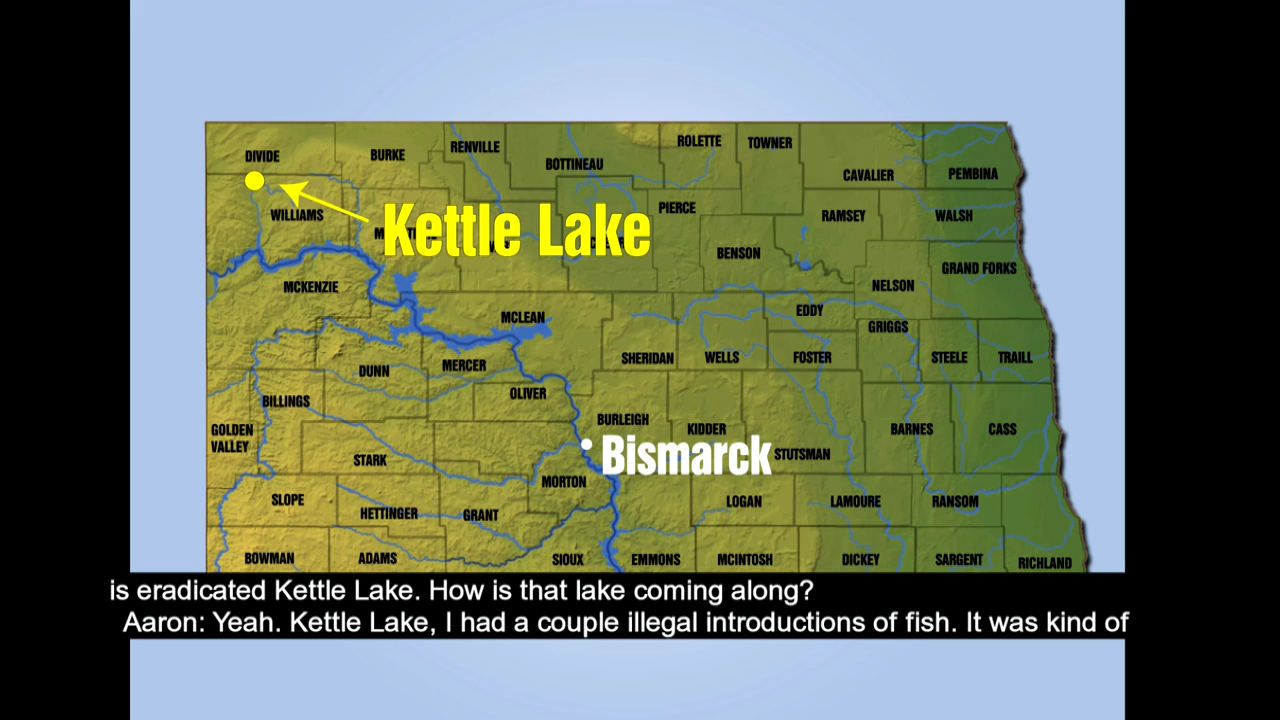 ROLETTE
TOWNER
RENVILLE
DIVIDE
BURKE
BOTTINEAU
CAVALIER
PEMBINA
WILLIAMS
PIERCE
RAMSEY
WALSH
Kettle Lake
BENSON
GRAND FORKS
MCKENZIE
NELSON
MCLEAN
EDDY
GRIGGS
SHERIDAN
WELLS
FOSTER
STEELE
TRAILL
DUNN
MERCER
OLIVER
BILLINGS
BURLEIGH
KIDDER
BARNES
CASS
GOLDEN
VALLEY
Bismarck
STUTSMAN
STARK
MORTON
SLOPE
HETTINGER
GRANT
LOGAN
LAMOURE
RANSOM
BOWMAN
ADAMS
SIOUX
EMMONS
MCINTOSH
DICKEY
SARGENT
RICHLAND
is eradicated Kettle Lake. How is that lake coming along?
Aaron: Yeah. Kettle Lake, I had a couple illegal introductions of fish. It was kind of